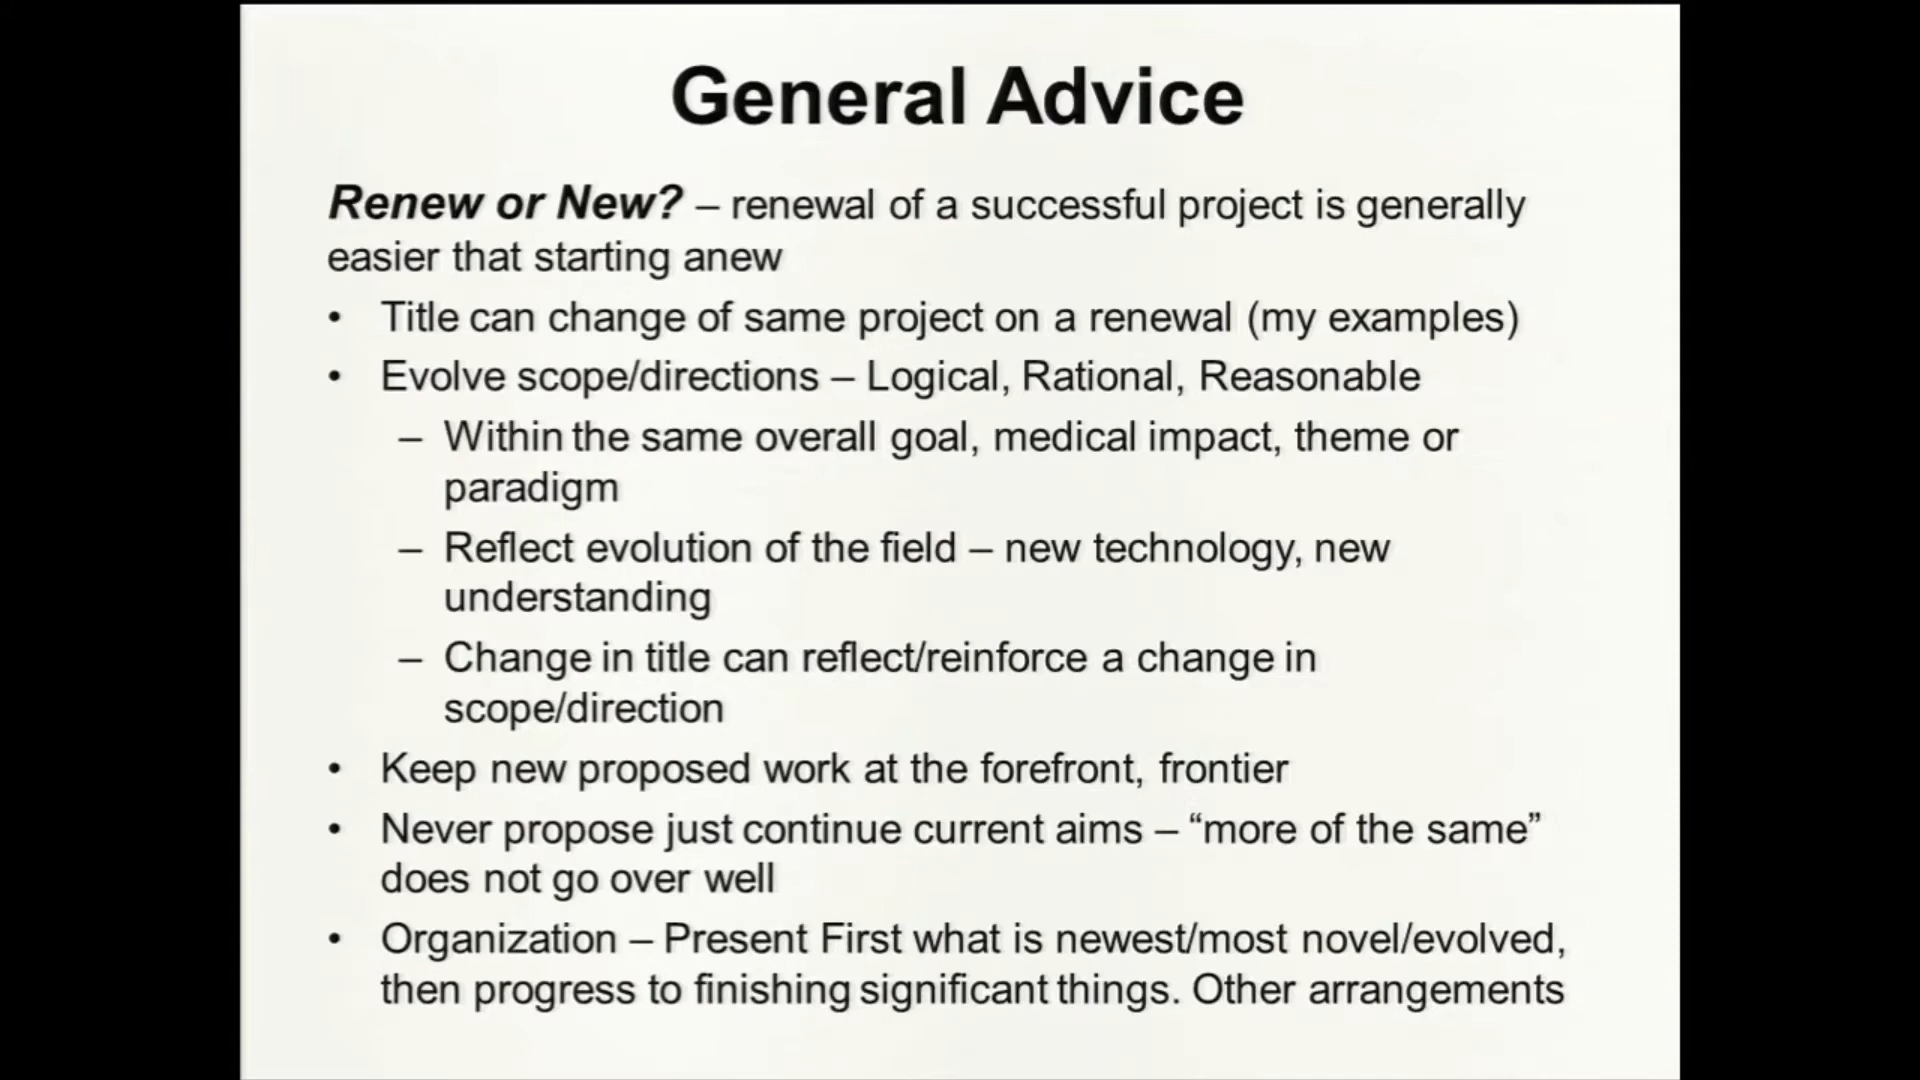 General Advice
Renew or New? – renewal of a successful project is generally
easier that starting anew
• Title can change of same project on a renewal (my examples)
• Evolve scope/directions – Logical, Rational, Reasonable
– Within the same overall goal, medical impact, theme or
paradigm
– Reflect evolution of the field – new technology, new
understanding
– Change in title can reflect/reinforce a change in
scope/direction
• Keep new proposed work at the forefront, frontier
• Never propose just continue current aims – “more of the same”
does not go over well
• Organization – Present First what is newest/most novel/evolved,
then progress to finishing significant things. Other arrangements